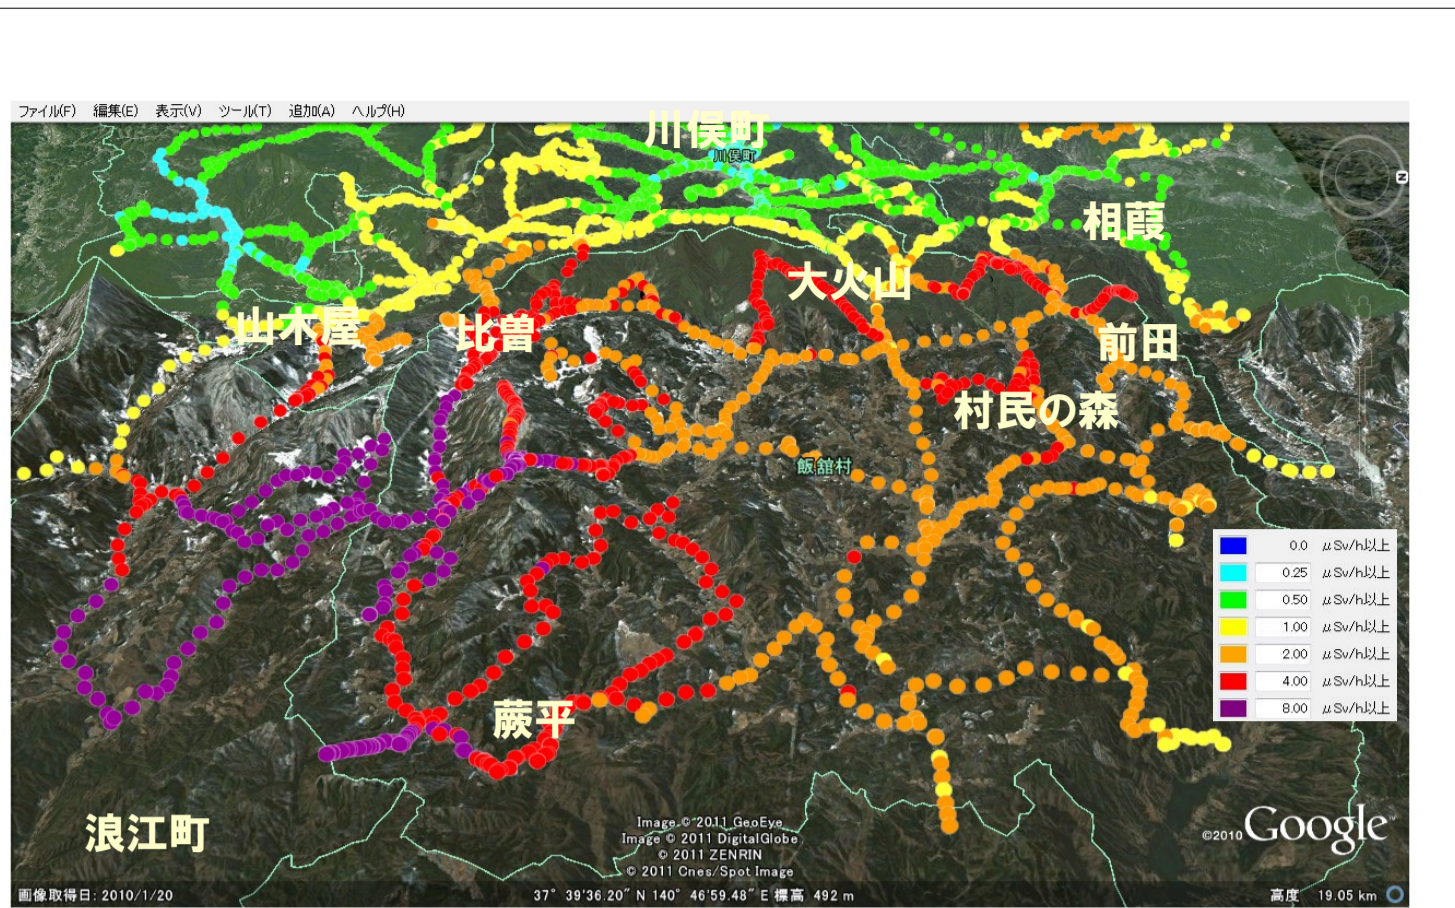 ファイル(F) 編集(E) 表示(V) ツール(T) 追加(A) ヘルプ(H)
川俣町
川俣町
N
相葭
大火山
山木屋
比曽
前田
村民の森
飯舘村
0.0 μSv/h以上
0.25 μSv/h以上
0.50 μSv/h以上
1.00 μSv/h以上
2.00 μSv/h以上
4.00 μSv/h以上
8.00 μSv/h以上
蕨平
浪江町
Image © 2011 GeoEye
Image © 2011 DigitalGlobe
© 2011 ZENRIN
© 2011 Cnes/Spot Image
©2010 Google™
画像取得日: 2010/1/20 37° 39'36.20" N 140° 46'59.48" E 標高 492 m 高度 19.05 km